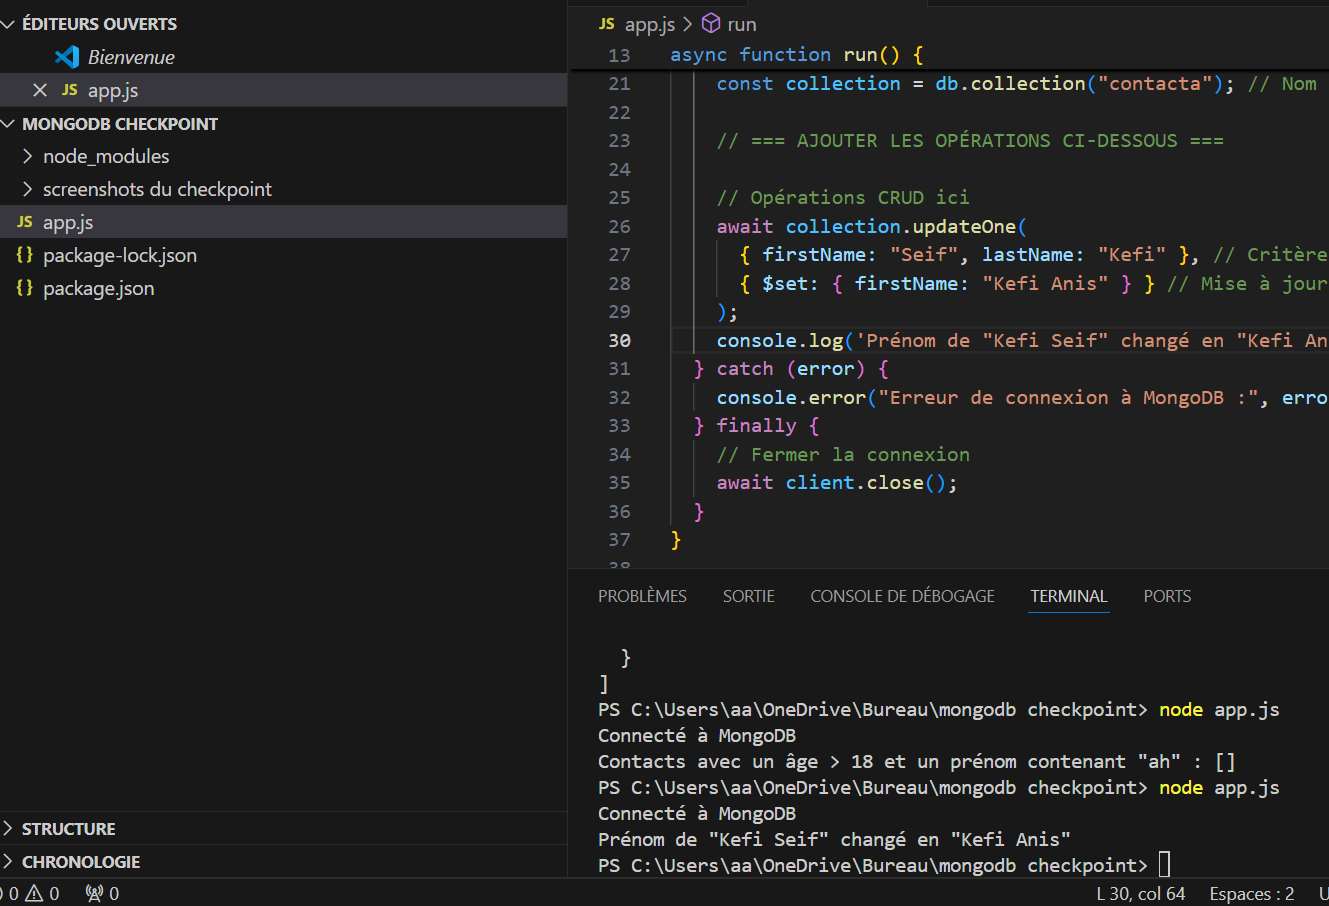 ÉDITEURS OUVERTS
Bienvenue
JS app.js
MONGODB CHECKPOINT
node_modules
screenshots du checkpoint
JS app.js
{} package-lock.json
{} package.json
STRUCTURE
CHRONOLOGIE
JS app.js > run
13 async function run() {
21 const collection = db.collection("contacta"); // Nom
22
23 // === AJOUTER LES OPÉRATIONS CI-DESSOUS ===
24
25 // Opérations CRUD ici
26 await collection.updateOne(
27 { firstName: "Seif", lastName: "Kefi" }, // Critère
28 { $set: { firstName: "Kefi Anis" } } // Mise à jour
29 );
30 console.log('Prénom de "Kefi Seif" changé en "Kefi An
31 } catch (error) {
32 console.error("Erreur de connexion à MongoDB :", erro
33 } finally {
34 // Fermer la connexion
35 await client.close();
36 }
37 }
38
PROBLÈMES SORTIE CONSOLE DE DÉBOGAGE TERMINAL PORTS
}
]
PS C:\Users\aa\OneDrive\Bureau\mongodb checkpoint> node app.js
Connecté à MongoDB
Contacts avec un âge > 18 et un prénom contenant "ah" : []
PS C:\Users\aa\OneDrive\Bureau\mongodb checkpoint> node app.js
Connecté à MongoDB
Prénom de "Kefi Seif" changé en "Kefi Anis"
PS C:\Users\aa\OneDrive\Bureau\mongodb checkpoint>
0 0 0 L 30, col 64 Espaces : 2 U